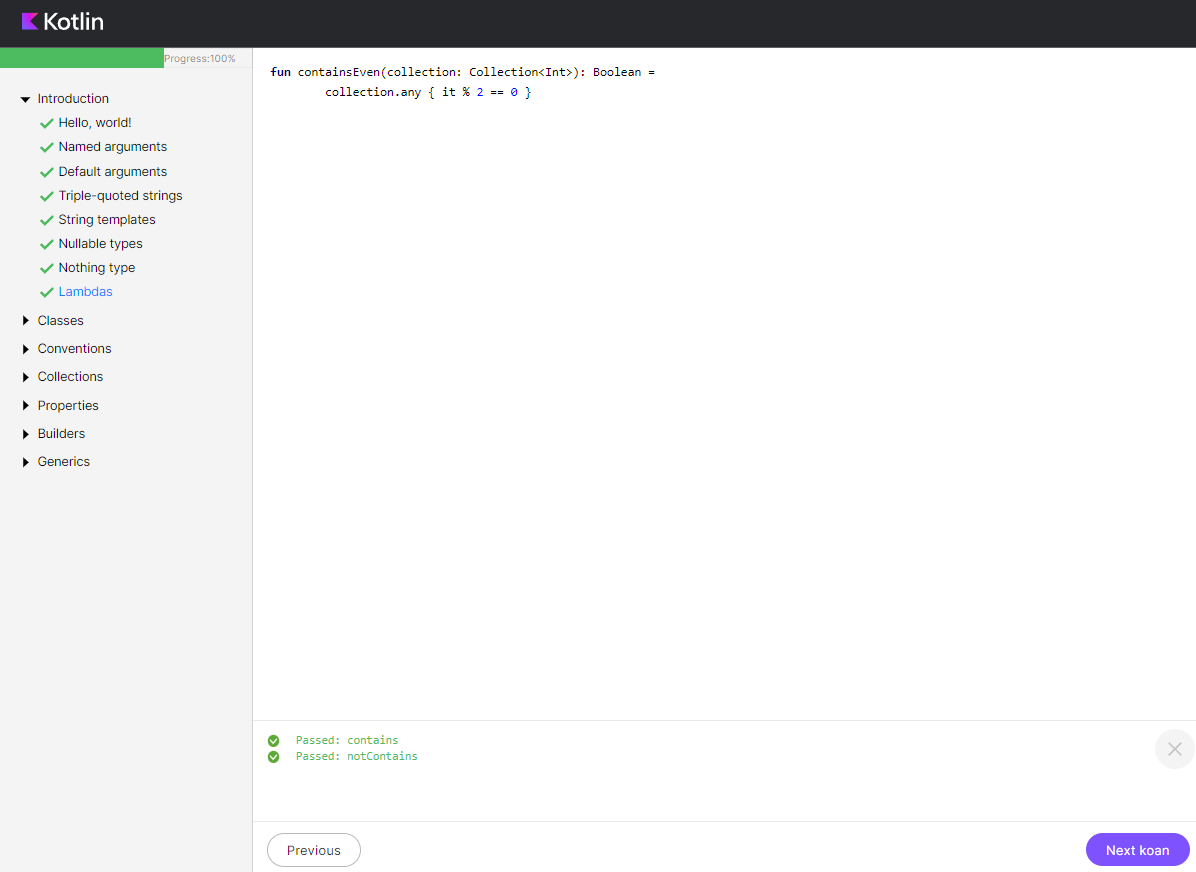 Kotlin
Progress:100%
Introduction
Hello, world!
Named arguments
Default arguments
Triple-quoted strings
String templates
Nullable types
Nothing type
Lambdas
Classes
Conventions
Collections
Properties
Builders
Generics
fun containsEven(collection: Collection<Int>): Boolean =
        collection.any { it % 2 == 0 }
Passed: contains
Passed: notContains
Previous
Next koan